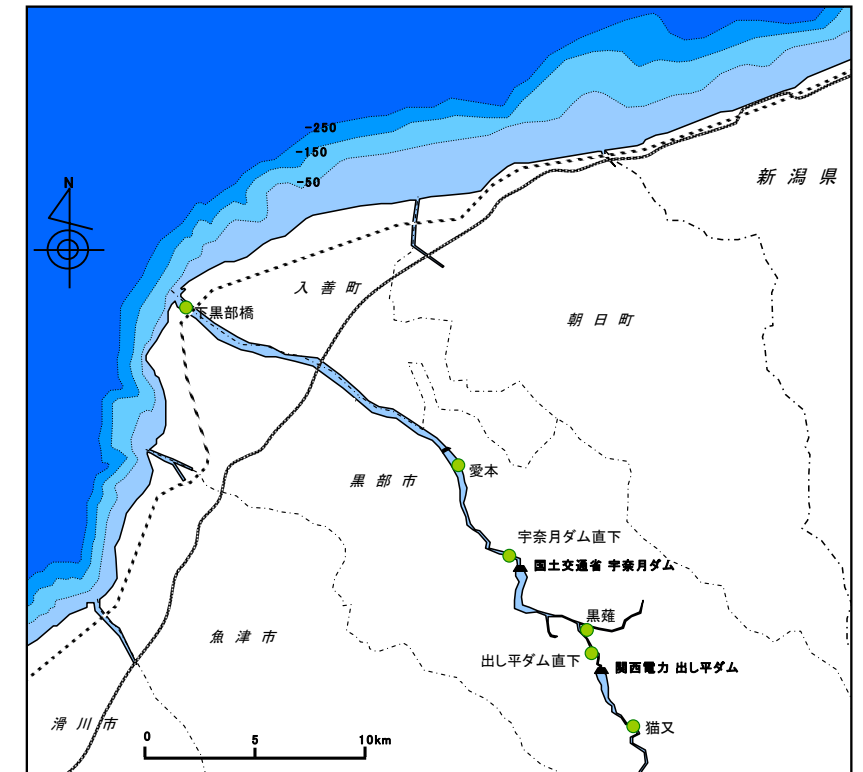 -250
-150
-50
新潟県
N
入善町
下黒部橋
朝日町
愛本
黒部市
宇奈月ダム直下
国土交通省 宇奈月ダム
黒薙
魚津市
出し平ダム直下
関西電力 出し平ダム
滑川市
猫又
0 5 10km